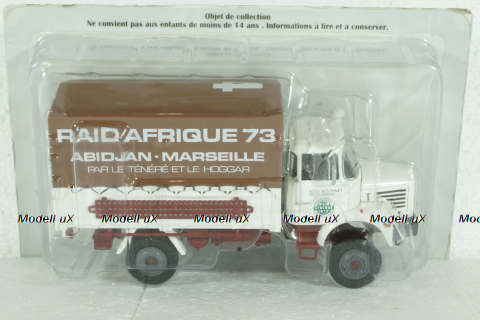 Objet de collection
Ne convient pas aux enfants de moins de 14 ans . Informations à lire et à conserver.
RAID/AFRIQUE 73
ABIDJAN-MARSEILLE
PAR LE TÉNÉRÉ ET LE HOGGAR
Modell uX Modell uX Modell uX Modell uX Modell uX